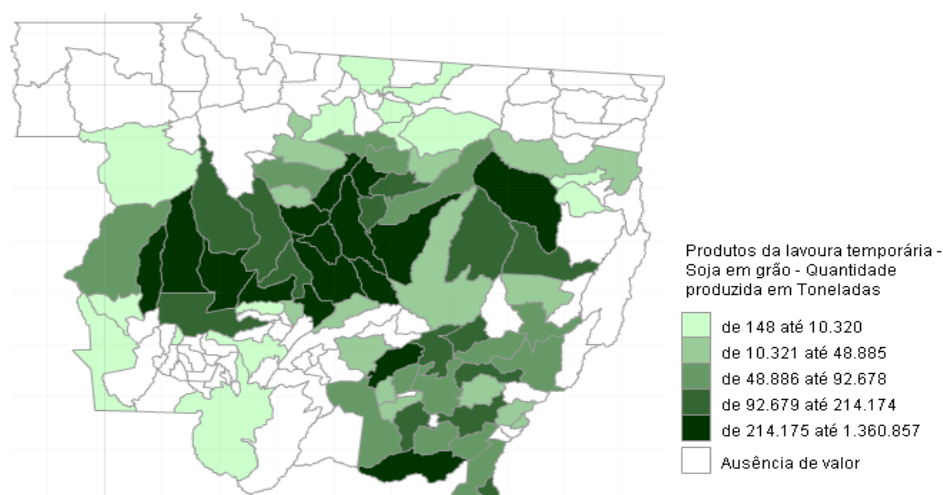 Produtos da lavoura temporária -
Soja em grão - Quantidade
produzida em Toneladas
de 148 até 10.320
de 10.321 até 48.885
de 48.886 até 92.678
de 92.679 até 214.174
de 214.175 até 1.360.857
Ausência de valor